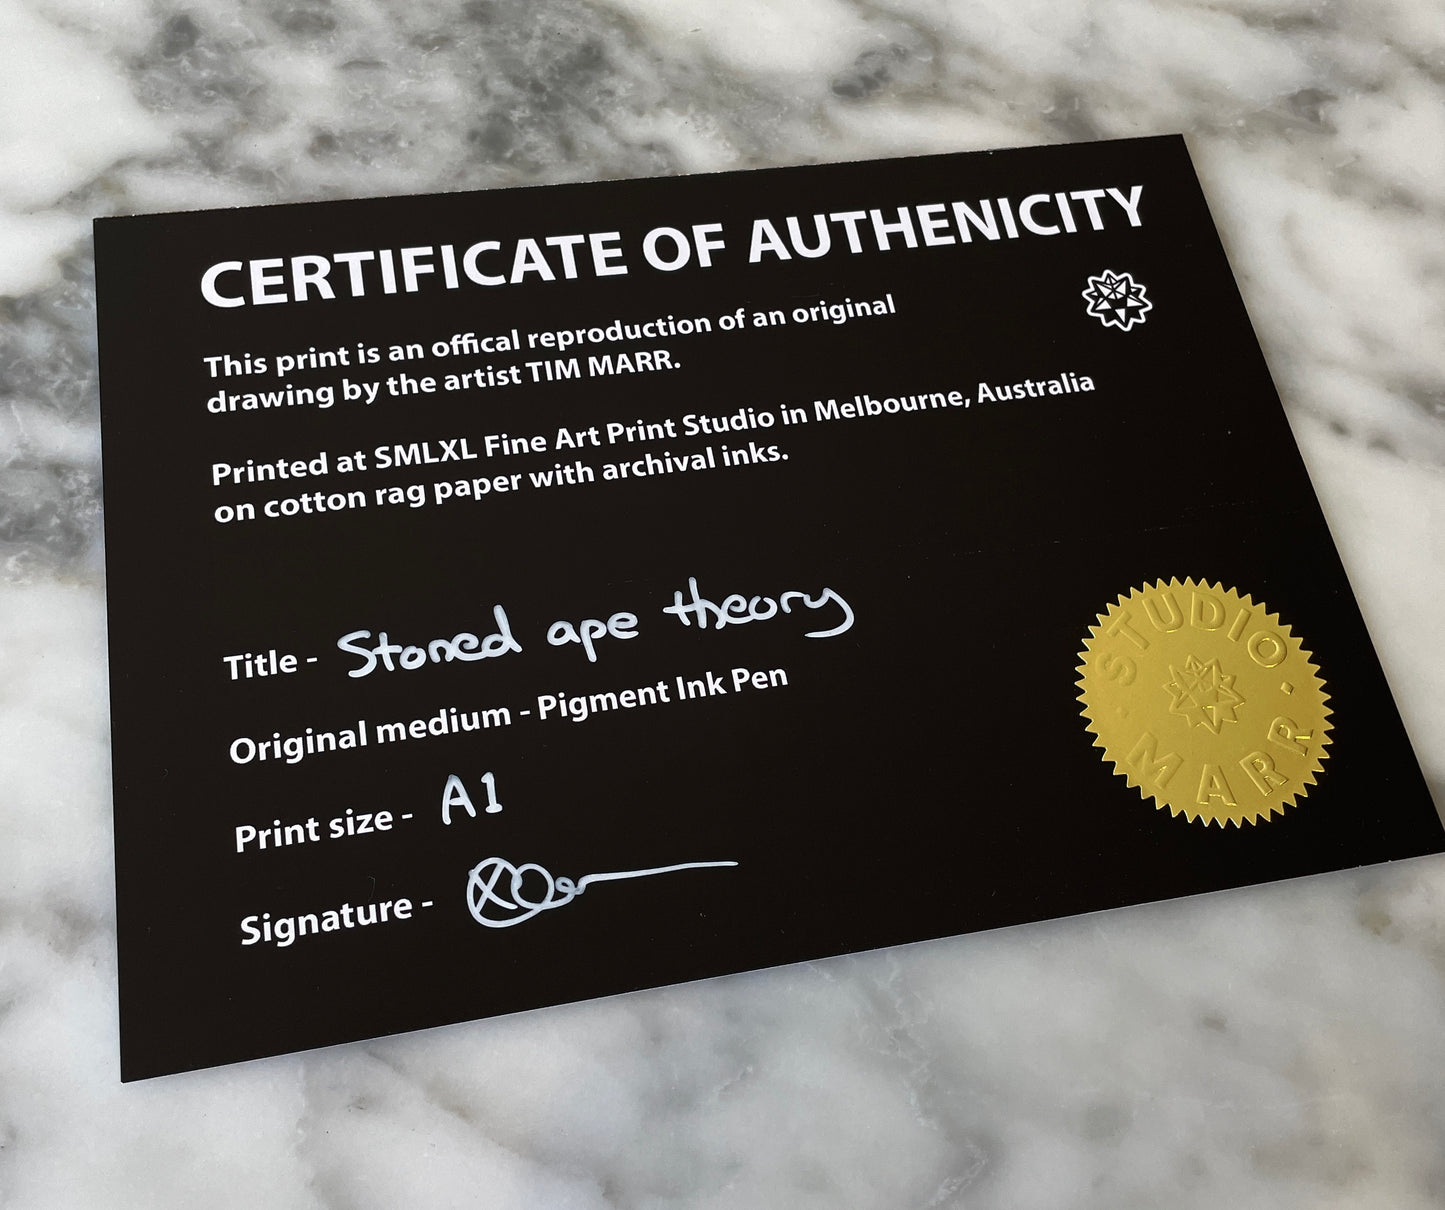 CERTIFICATE OF AUTHENICITY
This print is an offical reproduction of an original
drawing by the artist TIM MARR.
Printed at SMLXL Fine Art Print Studio in Melbourne, Australia
on cotton rag paper with archival inks.
Title - Stoned ape theory
Original medium - Pigment Ink Pen
Print size - A1
Signature -
STUDIO
MARR